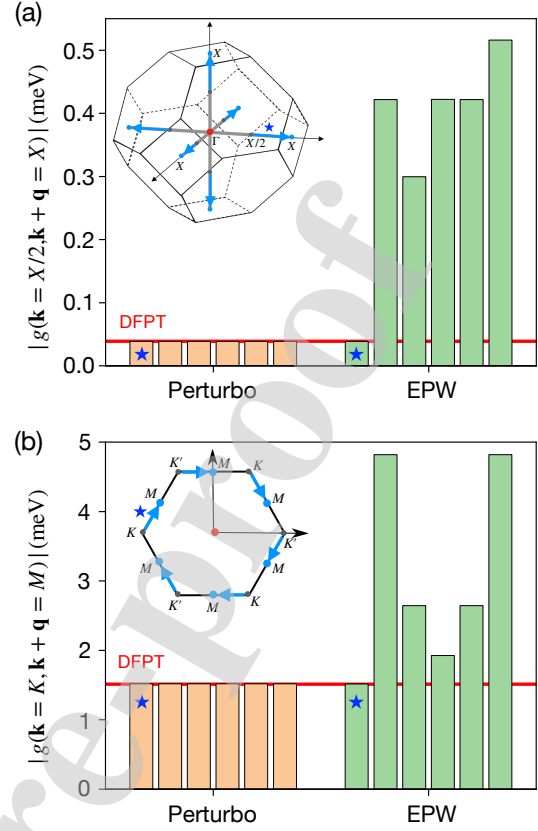 (a)
|g(k = X/2,k + q = X)| (meV)
0.5
0.4
0.3
0.2
0.1
0.0
X
X/2
X
Γ
X
DFPT
Perturbo
EPW
(b)
|g(k = K,k + q = M)| (meV)
5
4
3
2
1
0
K′
M
K
M
M
K
K′
M
M
K′
M
K
DFPT
Perturbo
EPW
re-proof